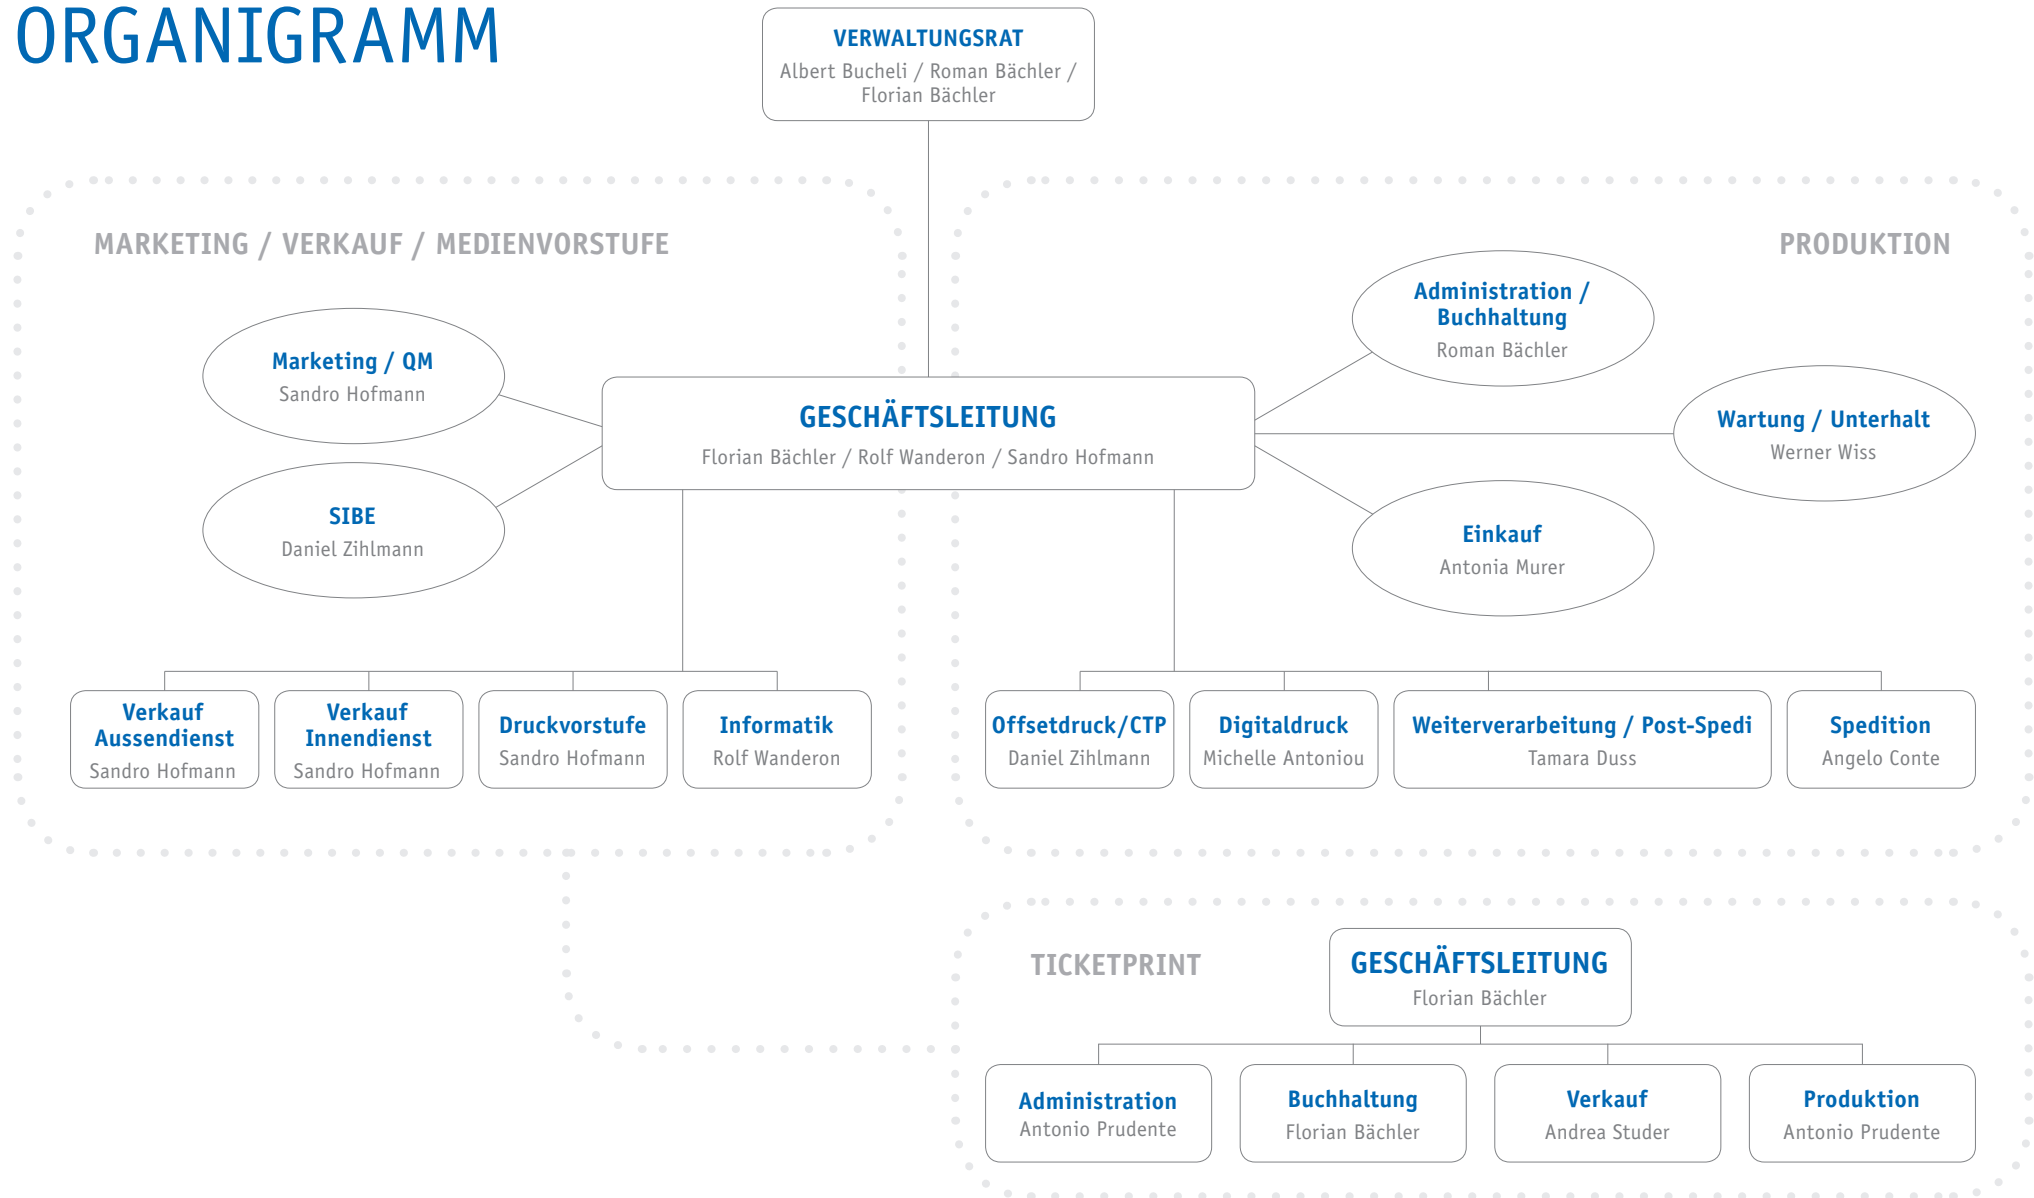 ORGANIGRAMM
VERWALTUNGSRAT
Albert Bucheli / Roman Bächler /
Florian Bächler
MARKETING / VERKAUF / MEDIENVORSTUFE
PRODUKTION
Marketing / QM
Sandro Hofmann
SIBE
Daniel Zihlmann
GESCHÄFTSLEITUNG
Florian Bächler / Rolf Wanderon / Sandro Hofmann
Administration /
Buchhaltung
Roman Bächler
Wartung / Unterhalt
Werner Wiss
Einkauf
Antonia Murer
Verkauf
Aussendienst
Sandro Hofmann
Verkauf
Innendienst
Sandro Hofmann
Druckvorstufe
Sandro Hofmann
Informatik
Rolf Wanderon
Offsetdruck/CTP
Daniel Zihlmann
Digitaldruck
Michelle Antoniou
Weiterverarbeitung / Post-Spedi
Tamara Duss
Spedition
Angelo Conte
TICKETPRINT
GESCHÄFTSLEITUNG
Florian Bächler
Administration
Antonio Prudente
Buchhaltung
Florian Bächler
Verkauf
Andrea Studer
Produktion
Antonio Prudente